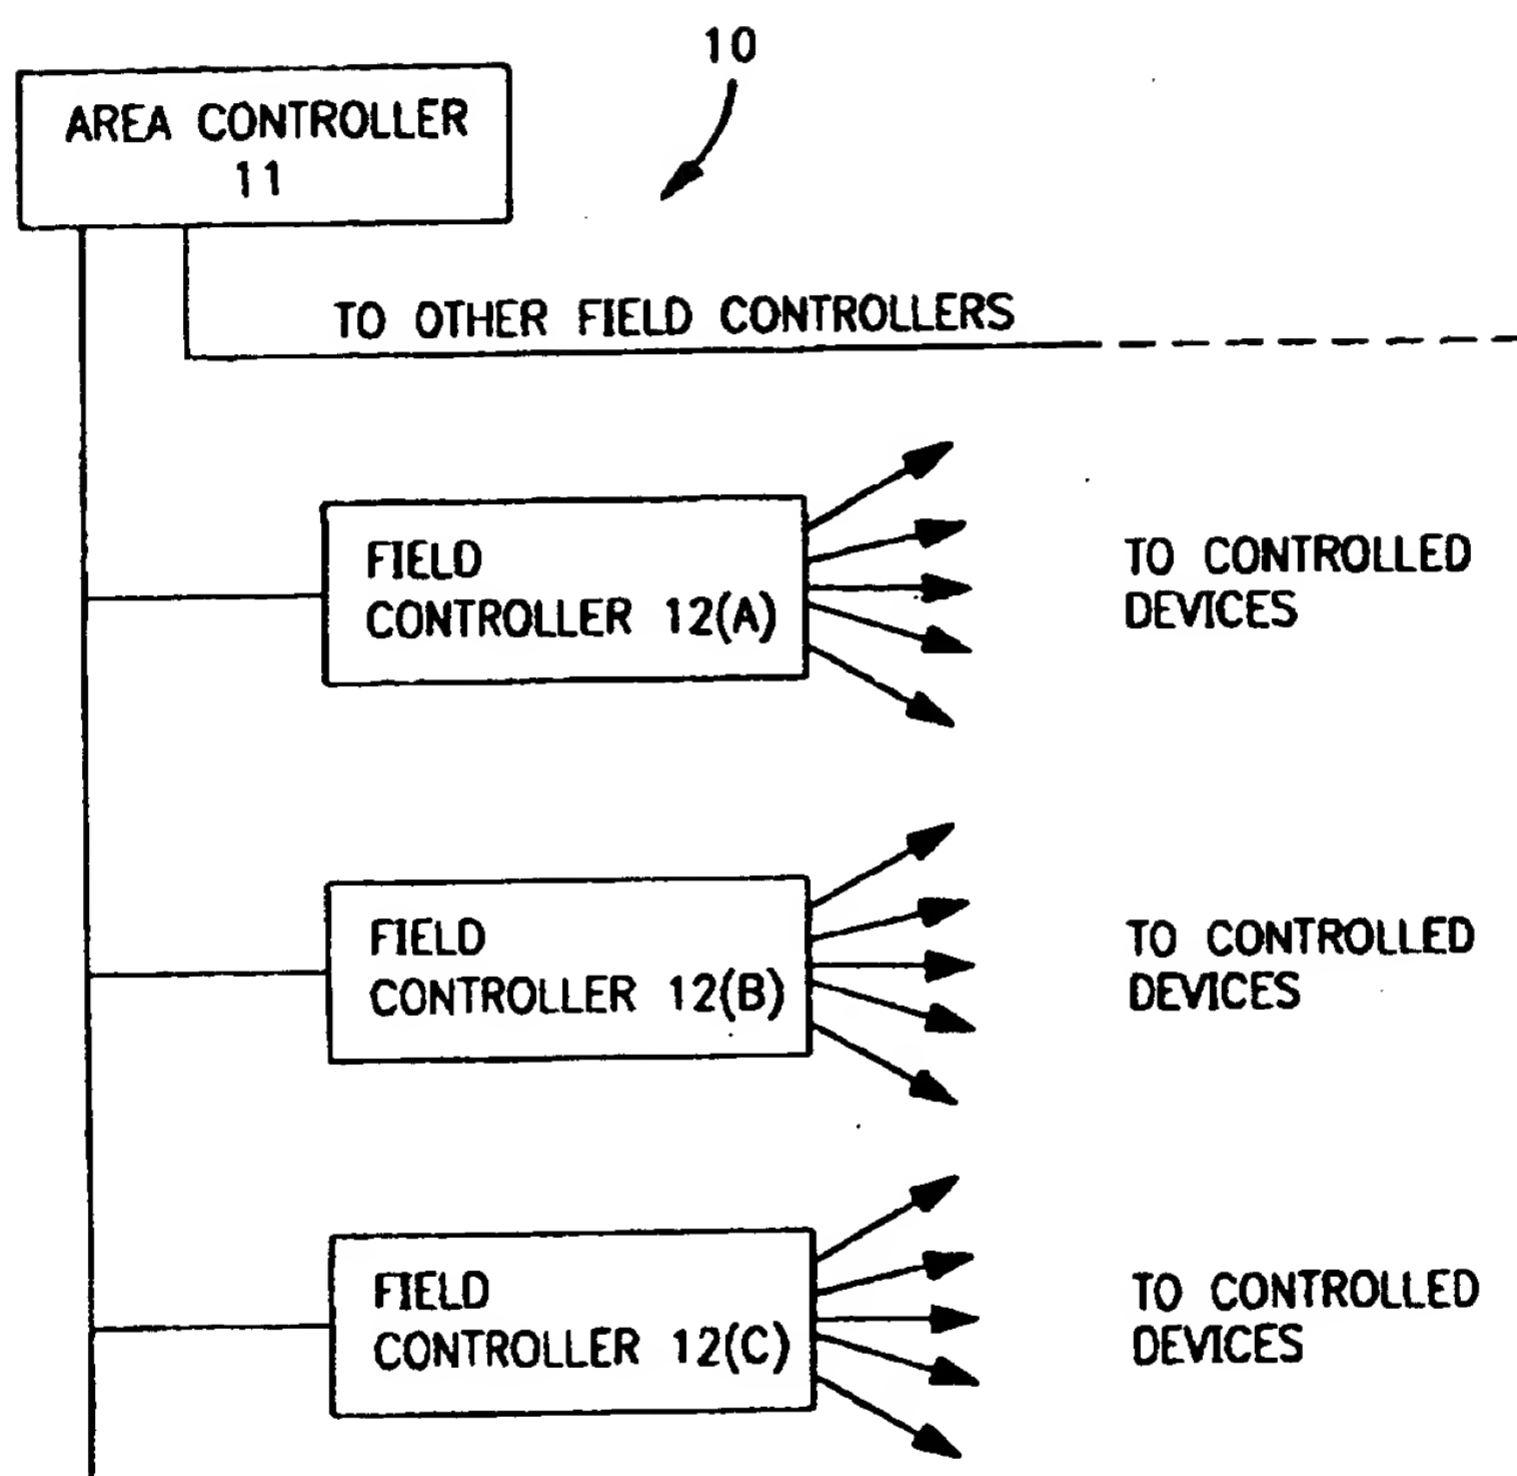 10
AREA CONTROLLER
11
TO OTHER FIELD CONTROLLERS
FIELD
CONTROLLER 12(A)
TO CONTROLLED
DEVICES
FIELD
CONTROLLER 12(B)
TO CONTROLLED
DEVICES
FIELD
CONTROLLER 12(C)
TO CONTROLLED
DEVICES